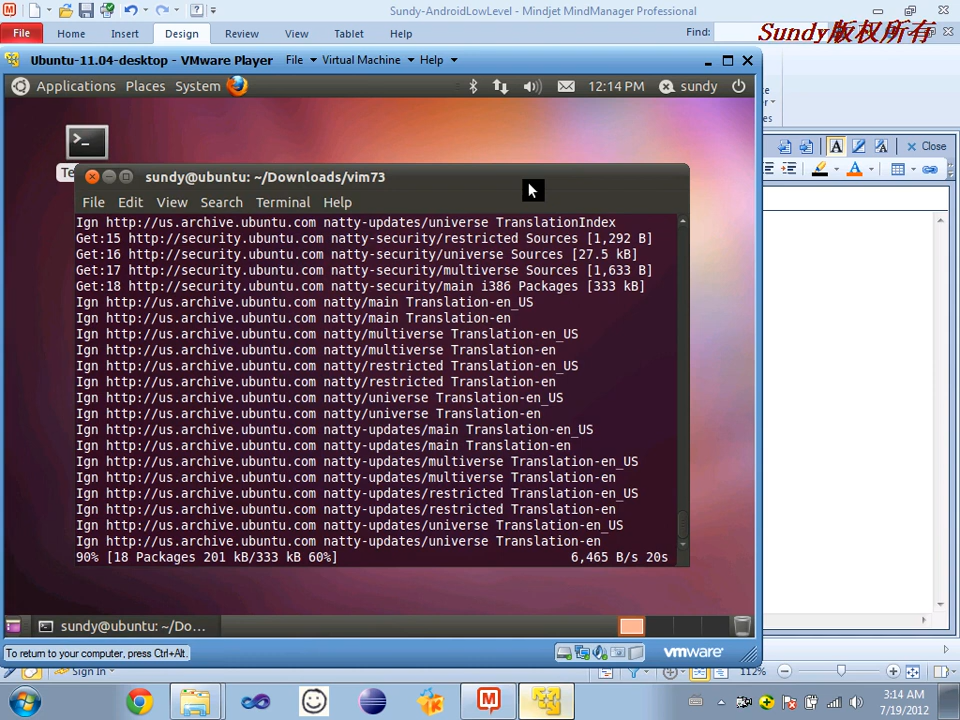 Sundy-AndroidLowLevel - Mindjet MindManager Professional
File Home Insert Design Review View Tablet Help Find:
Sundy版权所有
Ubuntu-11.04-desktop - VMware Player File Virtual Machine Help
Applications Places System 12:14 PM sundy
Close
sundy@ubuntu: ~/Downloads/vim73
File Edit View Search Terminal Help
Ign http://us.archive.ubuntu.com natty-updates/universe TranslationIndex
Get:15 http://security.ubuntu.com natty-security/restricted Sources [1,292 B]
Get:16 http://security.ubuntu.com natty-security/universe Sources [27.5 kB]
Get:17 http://security.ubuntu.com natty-security/multiverse Sources [1,633 B]
Get:18 http://security.ubuntu.com natty-security/main i386 Packages [333 kB]
Ign http://us.archive.ubuntu.com natty/main Translation-en_US
Ign http://us.archive.ubuntu.com natty/main Translation-en
Ign http://us.archive.ubuntu.com natty/multiverse Translation-en_US
Ign http://us.archive.ubuntu.com natty/multiverse Translation-en
Ign http://us.archive.ubuntu.com natty/restricted Translation-en_US
Ign http://us.archive.ubuntu.com natty/restricted Translation-en
Ign http://us.archive.ubuntu.com natty/universe Translation-en_US
Ign http://us.archive.ubuntu.com natty/universe Translation-en
Ign http://us.archive.ubuntu.com natty-updates/main Translation-en_US
Ign http://us.archive.ubuntu.com natty-updates/main Translation-en
Ign http://us.archive.ubuntu.com natty-updates/multiverse Translation-en_US
Ign http://us.archive.ubuntu.com natty-updates/multiverse Translation-en
Ign http://us.archive.ubuntu.com natty-updates/restricted Translation-en_US
Ign http://us.archive.ubuntu.com natty-updates/restricted Translation-en
Ign http://us.archive.ubuntu.com natty-updates/universe Translation-en_US
Ign http://us.archive.ubuntu.com natty-updates/universe Translation-en
90% [18 Packages 201 kB/333 kB 60%] 6,465 B/s 20s
sundy@ubuntu: ~/Do...
To return to your computer, press Ctrl+Alt. vmware
Sign In 112%
3:14 AM
7/19/2012